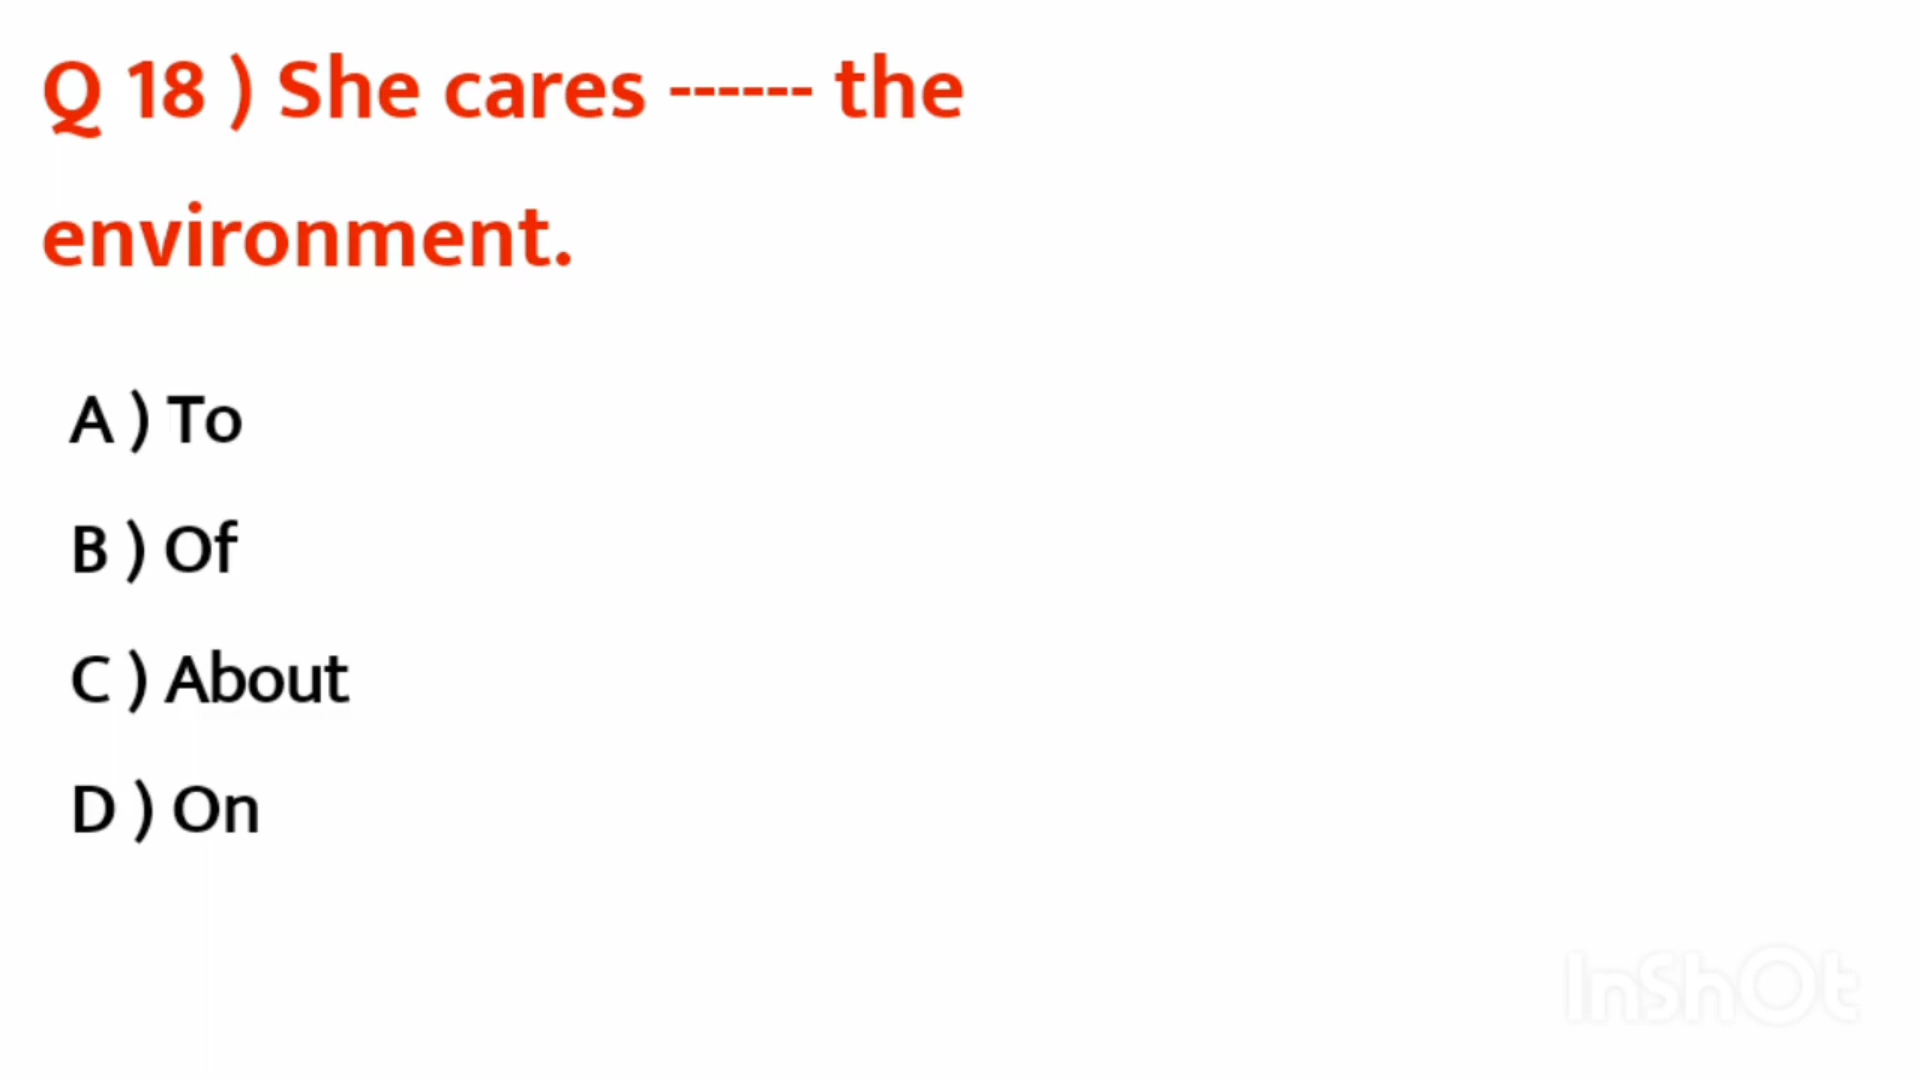 Q 18 ) She cares ------ the
environment.
A ) To
B ) Of
C ) About
D ) On
InShOt